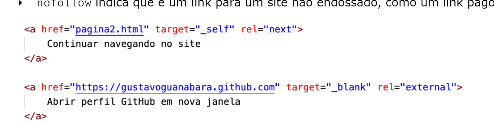 ‣ nofollow indica que é um link para um site não endossado, como um link pago
<a href="pagina2.html" target="_self" rel="next">
Continuar navegando no site
</a>
<a href="https://gustavoguanabara.github.com" target="_blank" rel="external">
Abrir perfil GitHub em nova janela
</a>